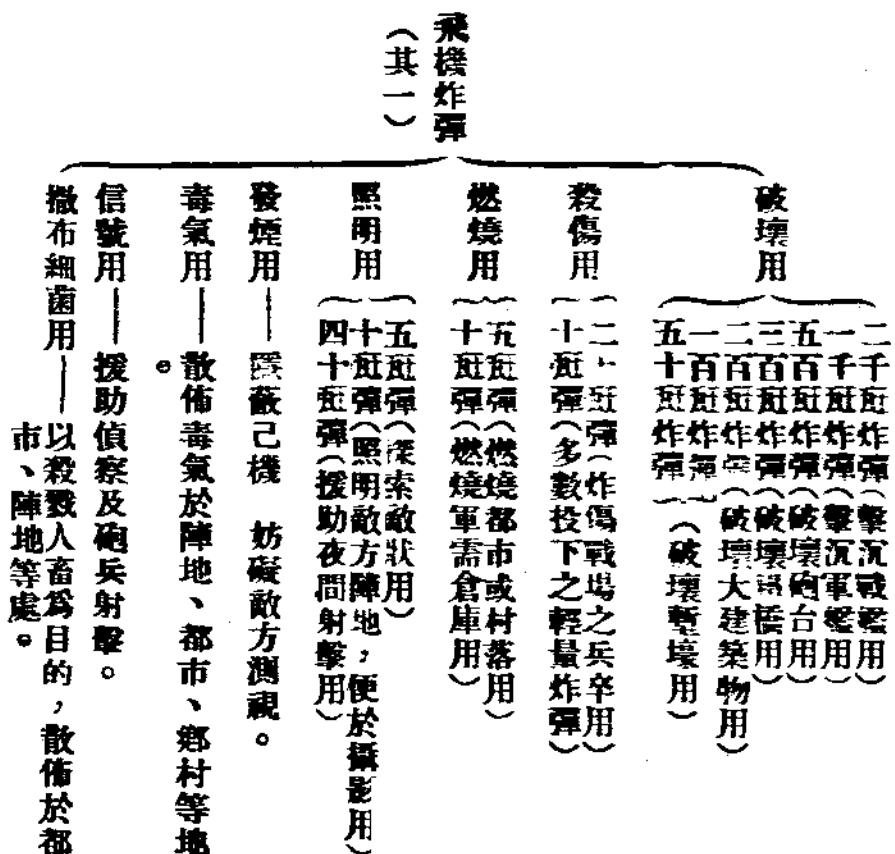 飛機炸彈
(其一)
破壞用
二千瓩炸彈(擊沉戰艦用)
一千瓩炸彈(擊沉軍艦用)
五百瓩炸彈(破壞砲台用)
三百瓩炸彈(破壞橋用)
二百瓩炸彈(破壞大建築物用)
一百瓩炸彈
五十瓩炸彈
(破壞塹壕用)
殺傷用
二十瓩彈(炸傷戰場之兵卒用)
十瓩彈(多數投下之輕量炸彈)
燃燒用
五瓩彈(燃燒都市或村落用)
十瓩彈(燃燒軍需倉庫用)
照明用
五瓩彈(探索敵狀用)
十瓩彈(照明敵方陣地,便於攝影用)
四十瓩彈(援助夜間射擊用)
發煙用——隱蔽己機 妨礙敵方測視。
毒氣用——散佈毒氣於陣地、都市、鄉村等地
。
信號用——援助偵察及砲兵射擊。
撒布細菌用——以殺戮人畜爲目的,散佈於都
市、陣地等處。